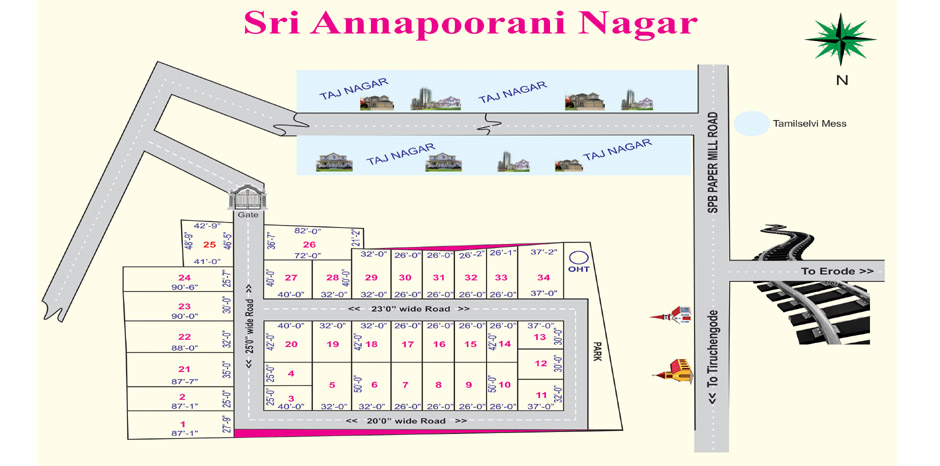 Sri Annapoorani Nagar
N
TAJ NAGAR
TAJ NAGAR
TAJ NAGAR
TAJ NAGAR
Tamilselvi Mess
SPB PAPER MILL ROAD
To Erode >>
<< To Tiruchengode
Gate
42'-9"
48'-9"
25
46'-5"
41'-0"
36'-7"
82'-0"
26
72'-0"
21'-2"
24
90'-6"
25'-7"
23
90'-0"
30'-0"
22
88'-0"
32'-0"
21
87'-7"
35'-0"
2
87'-1"
25'-0"
1
87'-1"
27'-9"
<< 25'0" wide Road >>
40'-0"
27
40'-0"
28
32'-0"
40'-0"
32'-0"
29
32'-0"
26'-0"
30
26'-0"
26'-0"
31
26'-0"
26'-2"
32
26'-0"
26'-1"
33
26'-0"
37'-2"
34
37'-0"
OHT
<< 23'0" wide Road >>
40'-0" 32'-0" 32'-0" 26'-0" 26'-0" 26'-0" 26'-0" 37'-0"
42'-0" 20 19 42'-0" 18 17 16 15 42'-0" 14 13 30'-0"
25'-0" 4 12 30'-0"
5 50'-0" 6 7 8 9 50'-0" 10
25'-0" 3 11 32'-0"
40'-0" 32'-0" 32'-0" 26'-0" 26'-0" 26'-0" 26'-0" 37'-0"
PARK
<< 20'0" wide Road >>